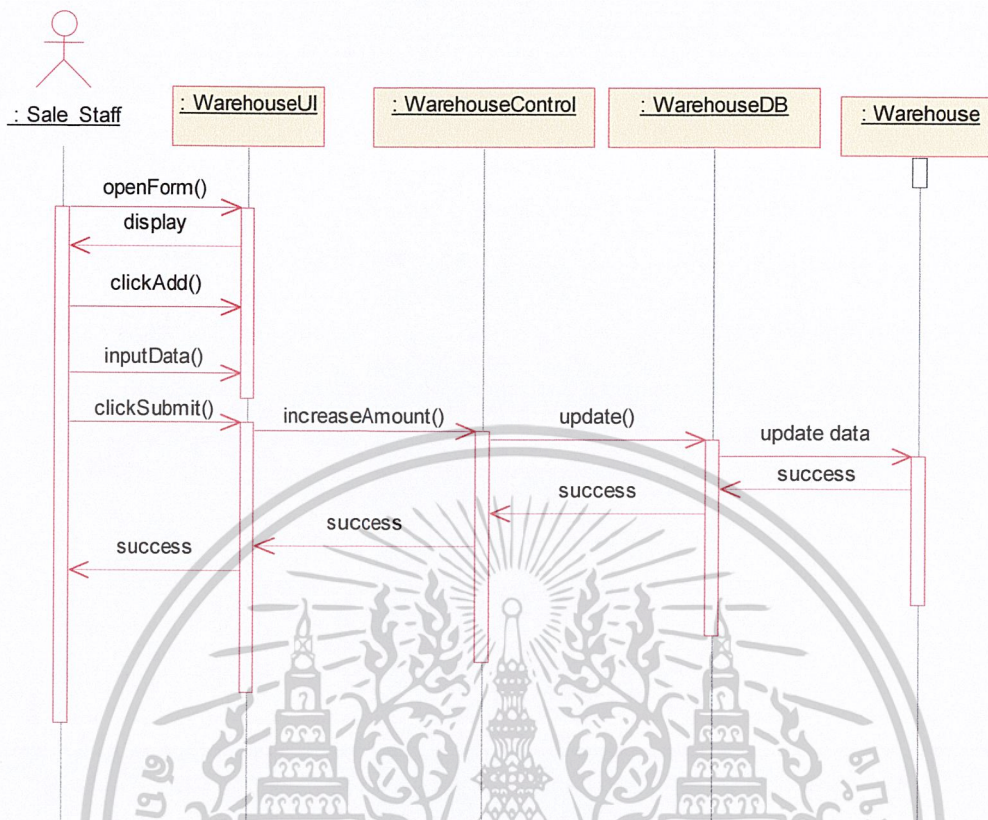 : Sale_Staff
: WarehouseUI
: WarehouseControl
: WarehouseDB
: Warehouse
openForm()
display
clickAdd()
inputData()
clickSubmit()
increaseAmount()
update()
update data
success
success
success
success